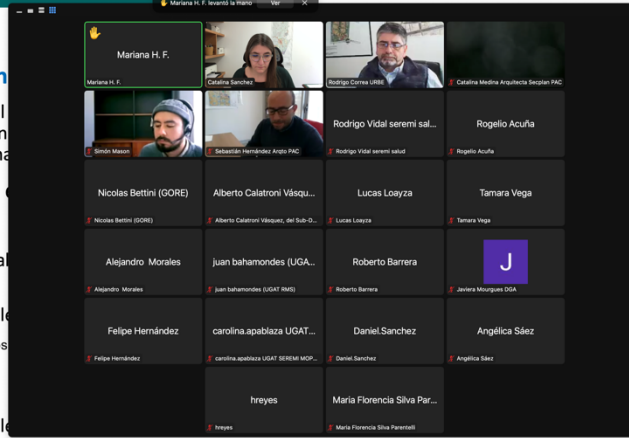 Mariana H. F. levantó la mano
Ver
Mariana H. F.
Mariana H. F.
Catalina Sanchez
Rodrigo Correa URBE
Catalina Medina Arquitecta Secplan PAC
Simón Mason
Sebastián Hernández Arqto PAC
Rodrigo Vidal seremi sal...
Rodrigo Vidal seremi salud
Rogelio Acuña
Rogelio Acuña
Nicolas Bettini (GORE)
Nicolas Bettini (GORE)
Alberto Calatroni Vásqu...
Alberto Calatroni Vásquez, del Sub-D...
Lucas Loayza
Lucas Loayza
Tamara Vega
Tamara Vega
Alejandro Morales
Alejandro Morales
juan bahamondes (UGA...
juan bahamondes (UGAT RMS)
Roberto Barrera
Roberto Barrera
J
Javiera Mourgues DGA
Felipe Hernández
Felipe Hernández
carolina.apablaza UGAT...
carolina.apablaza UGAT SEREMI MOP...
Daniel.Sanchez
Daniel.Sanchez
Angélica Sáez
Angélica Sáez
hreyes
hreyes
Maria Florencia Silva Par...
Maria Florencia Silva Parentelli